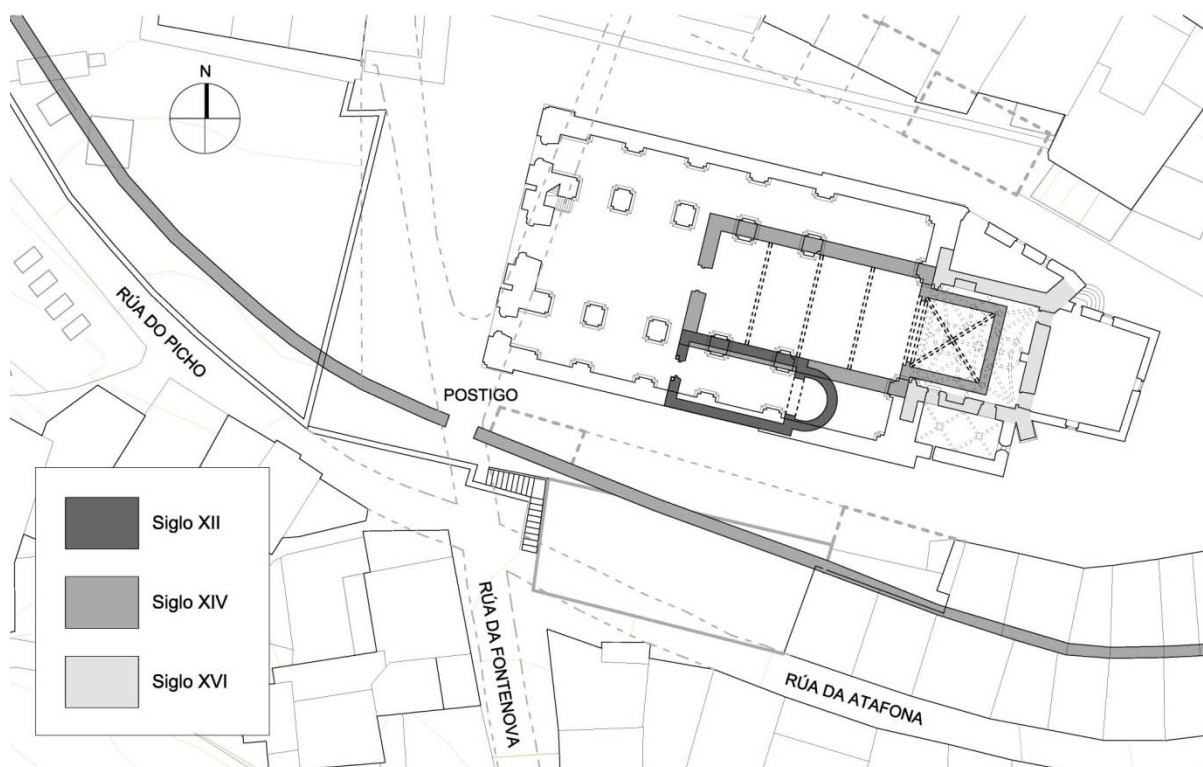 N
RÚA DO PICHO
POSTIGO
Siglo XII
Siglo XIV
Siglo XVI
RÚA DA FONTENOVA
RÚA DA ATAFONA